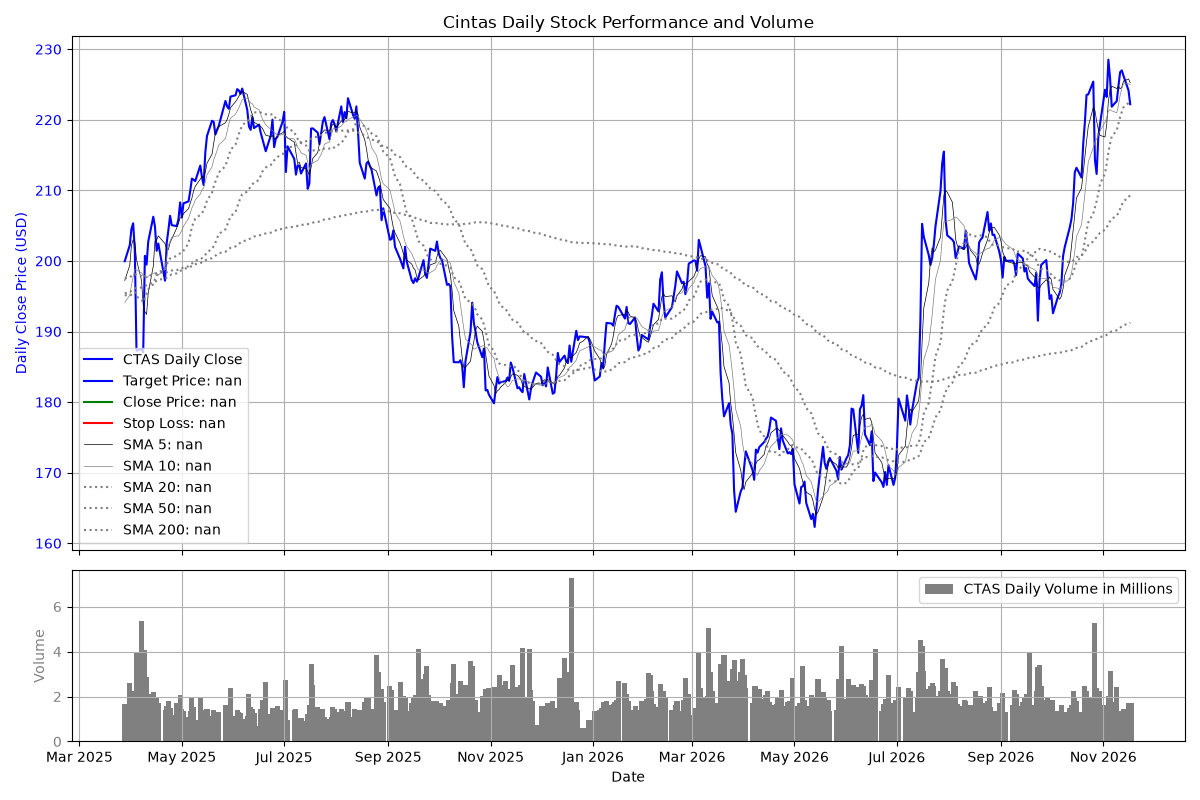 Cintas Daily Stock Performance and Volume
230
220
210
200
190
180
170
160
Daily Close Price (USD)
CTAS Daily Close
Target Price: nan
Close Price: nan
Stop Loss: nan
SMA 5: nan
SMA 10: nan
SMA 20: nan
SMA 50: nan
SMA 200: nan
CTAS Daily Volume in Millions
6
4
2
0
Volume
Mar 2025 May 2025 Jul 2025 Sep 2025 Nov 2025 Jan 2026 Mar 2026 May 2026 Jul 2026 Sep 2026 Nov 2026
Date